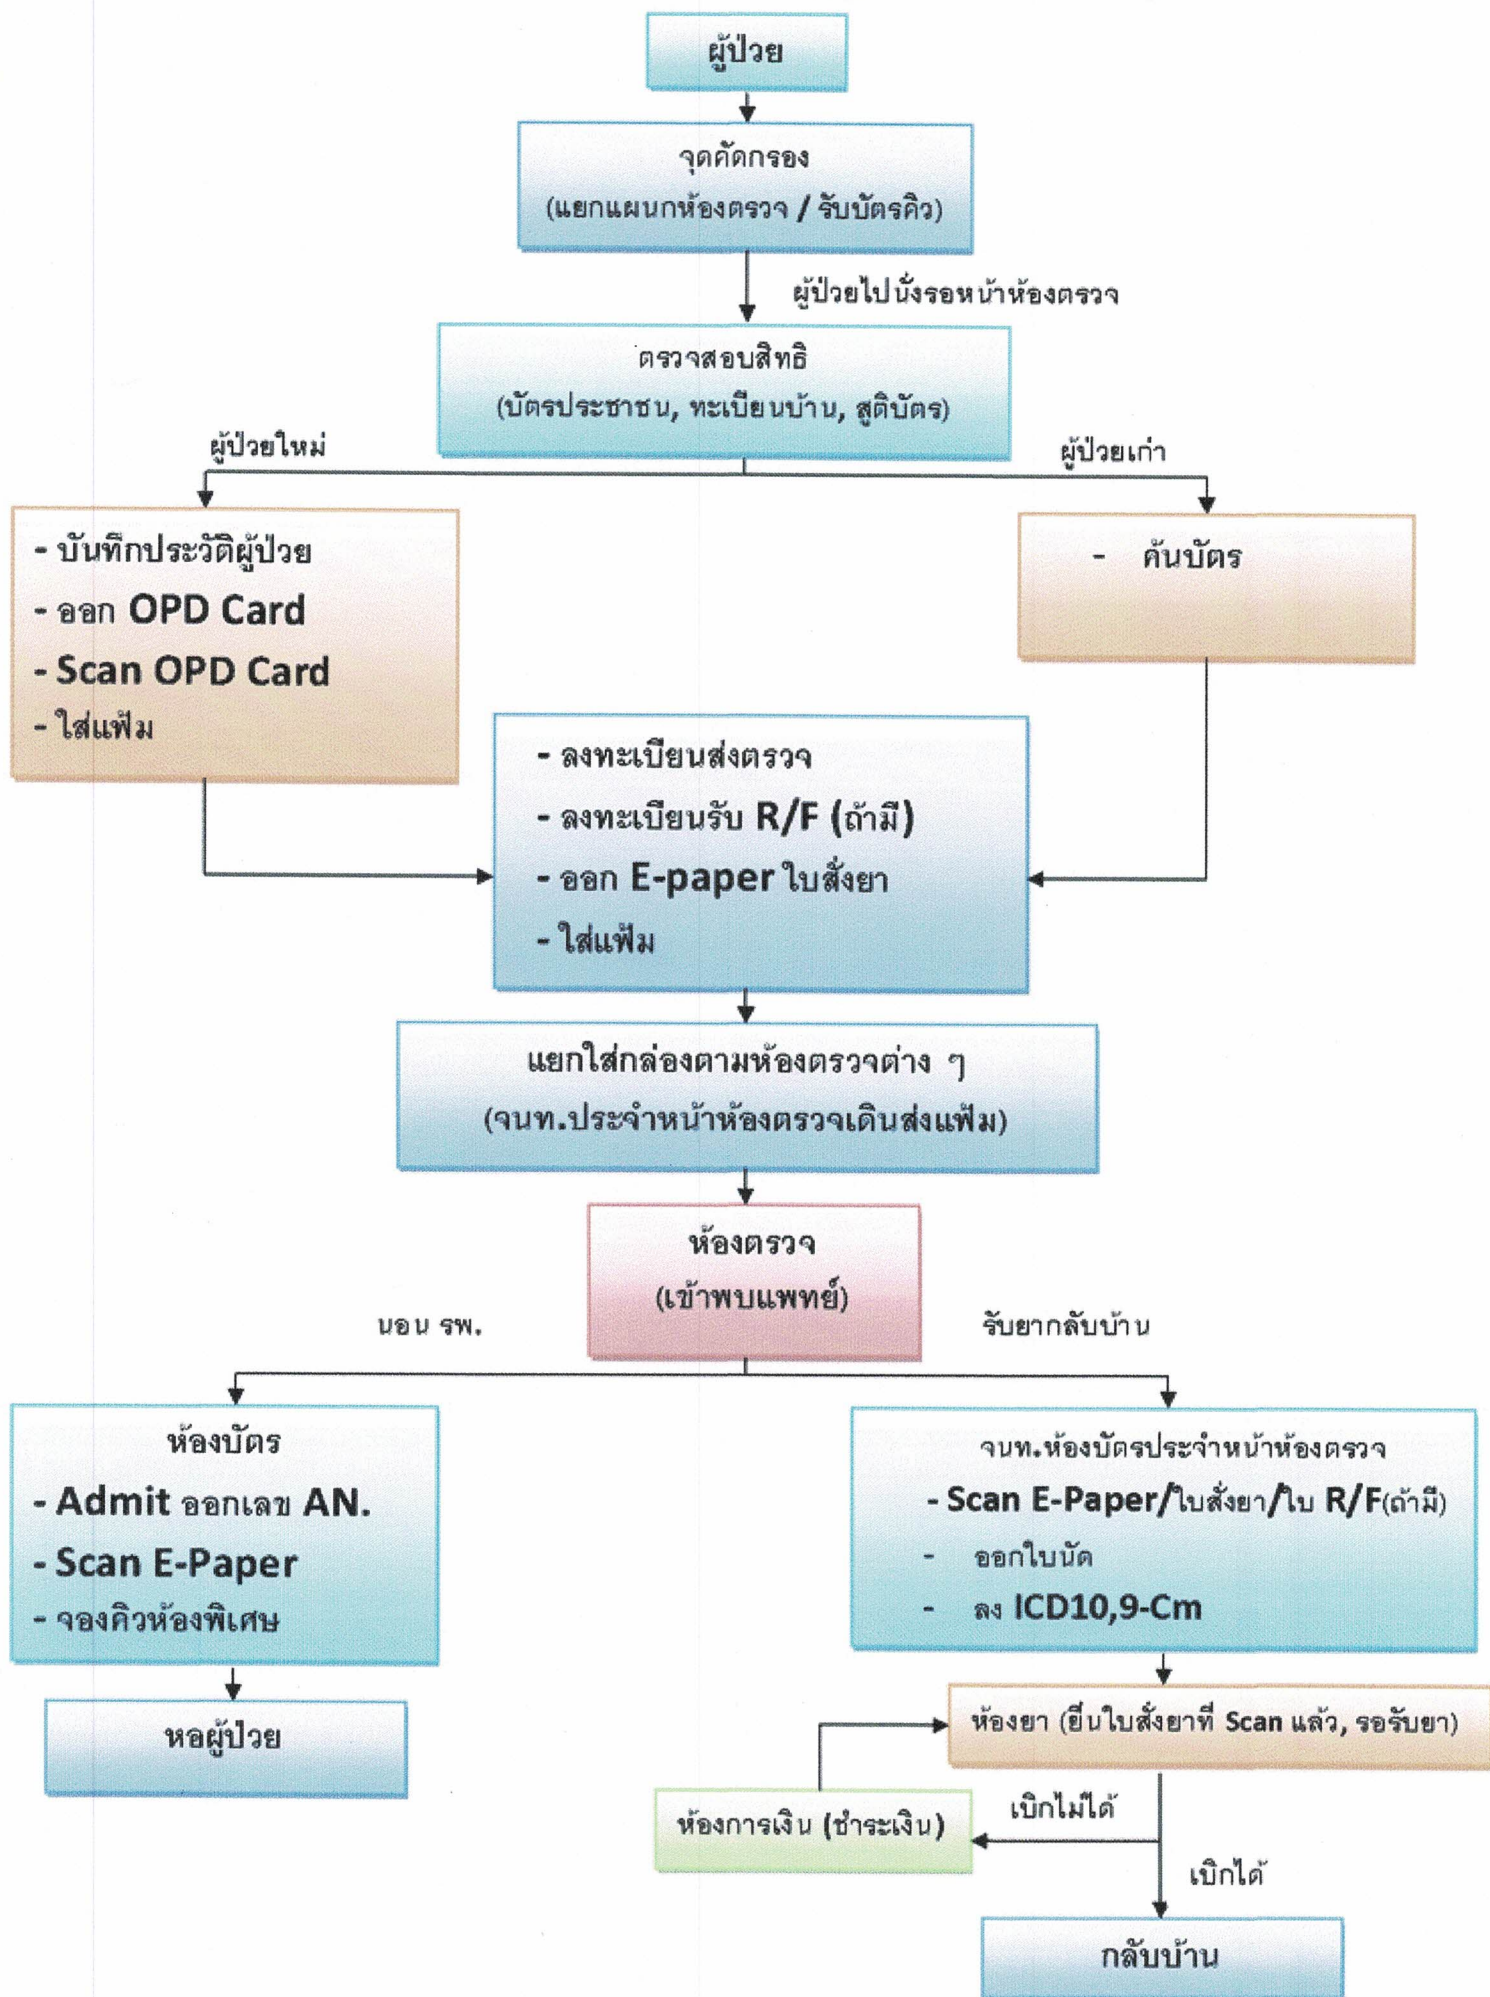 ผู้ป่วย
จุดคัดกรอง
(แยกแผนกห้องตรวจ / รับบัตรคิว)
ผู้ป่วยไปนั่งรอหน้าห้องตรวจ
ตรวจสอบสิทธิ
(บัตรประชาชน, ทะเบียนบ้าน, สูติบัตร)
ผู้ป่วยใหม่
ผู้ป่วยเก่า
- บันทึกประวัติผู้ป่วย
- ออก OPD Card
- Scan OPD Card
- ใส่แฟ้ม
- ค้นบัตร
- ลงทะเบียนส่งตรวจ
- ลงทะเบียนรับ R/F (ถ้ามี)
- ออก E-paper ใบสั่งยา
- ใส่แฟ้ม
แยกใส่กล่องตามห้องตรวจต่าง ๆ
(จนท.ประจำหน้าห้องตรวจเดินส่งแฟ้ม)
ห้องตรวจ
(เข้าพบแพทย์)
นอน รพ.
รับยากลับบ้าน
ห้องบัตร
- Admit ออกเลข AN.
- Scan E-Paper
- จองคิวห้องพิเศษ
หอผู้ป่วย
จนท.ห้องบัตรประจำหน้าห้องตรวจ
- Scan E-Paper/ใบสั่งยา/ใบ R/F(ถ้ามี)
- ออกใบนัด
- ลง ICD10,9-Cm
ห้องยา (ยื่นใบสั่งยาที่ Scan แล้ว, รอรับยา)
เบิกไม่ได้
ห้องการเงิน (ชำระเงิน)
เบิกได้
กลับบ้าน